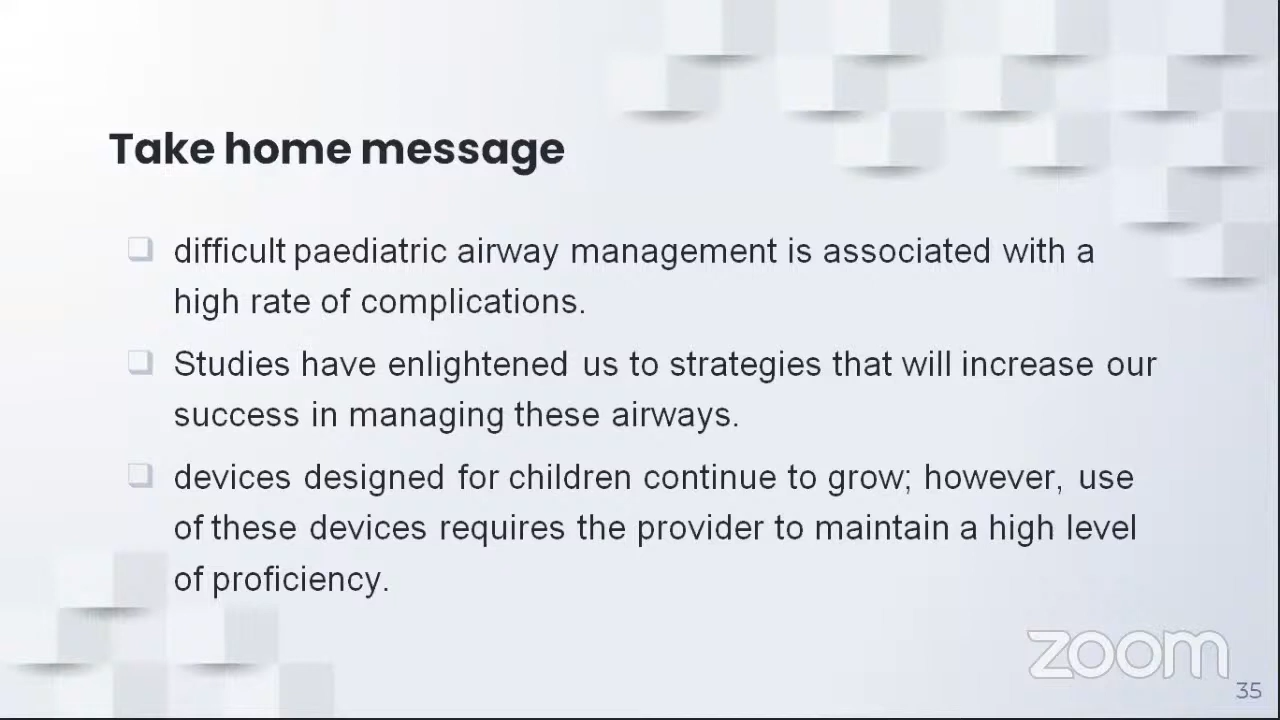 Take home message
difficult paediatric airway management is associated with a
high rate of complications.
Studies have enlightened us to strategies that will increase our
success in managing these airways.
devices designed for children continue to grow; however, use
of these devices requires the provider to maintain a high level
of proficiency.
zoom
35